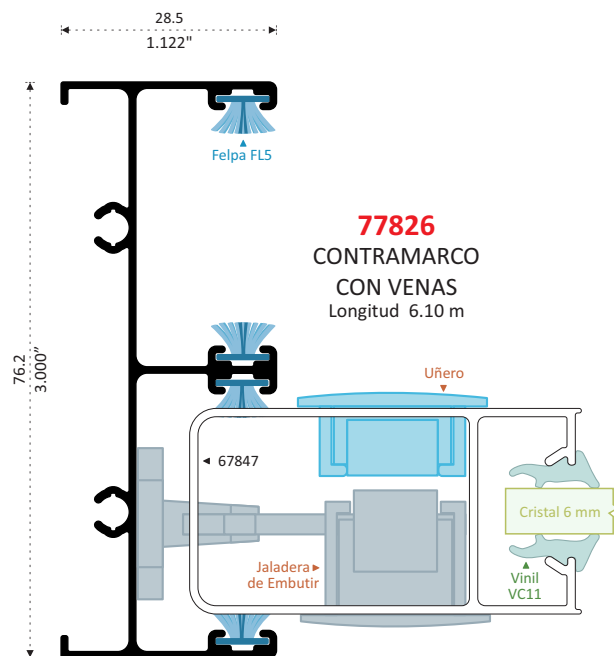 28.5
1.122"
Felpa FL5
77826
CONTRAMARCO
CON VENAS
Longitud 6.10 m
76.2
3.000"
Uñero
67847
Cristal 6 mm
Jaladera
de Embutir
Vinil
VC11